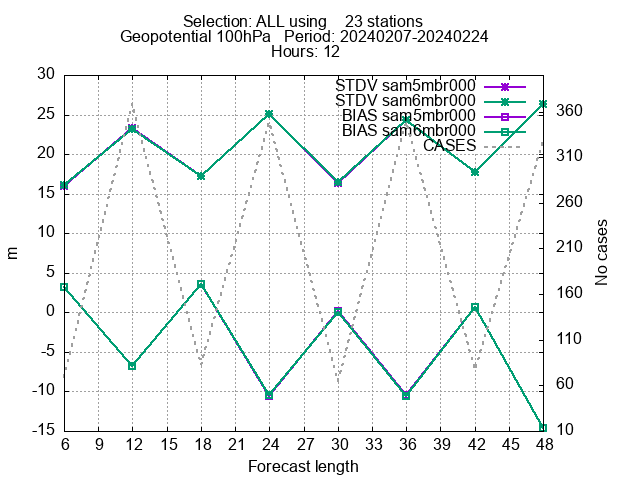 Selection: ALL using    23 stations
Geopotential 100hPa   Period: 20240207-20240224
Hours: 12
STDV sam5mbr000
STDV sam6mbr000
BIAS sam5mbr000
BIAS sam6mbr000
CASES
30
25
20
15
10
5
0
-5
-10
-15
m
360
310
260
210
160
110
60
10
No cases
6 9 12 15 18 21 24 27 30 33 36 39 42 45 48
Forecast length